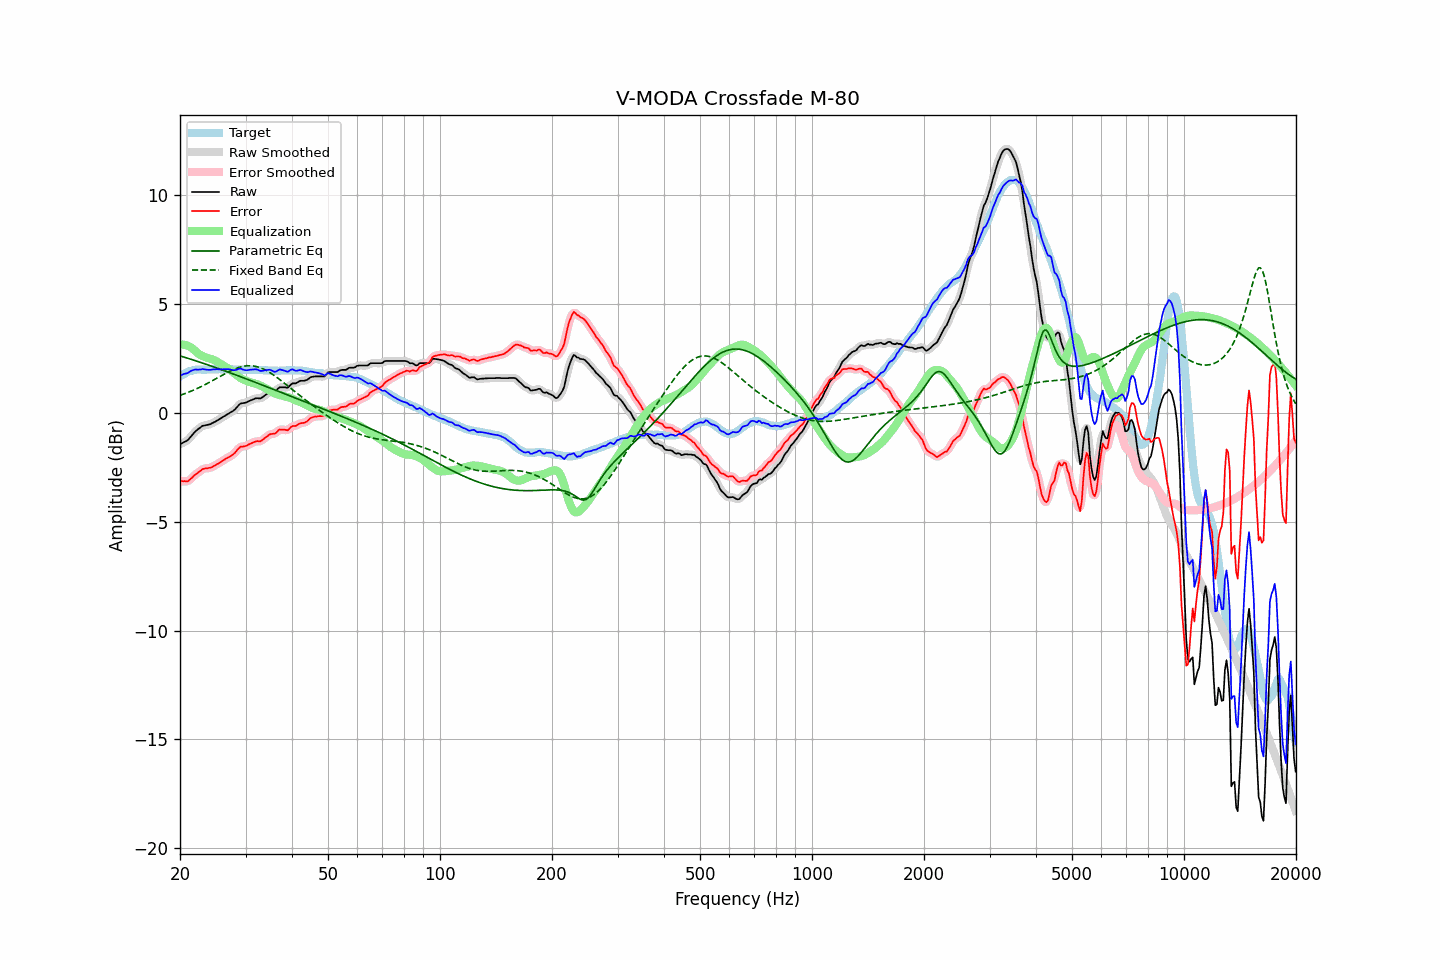 V-MODA Crossfade M-80
Target
Raw Smoothed
Error Smoothed
Raw
Error
Equalization
Parametric Eq
Fixed Band Eq
Equalized
Amplitude (dBr)
10
5
0
−5
−10
−15
−20
20 50 100 200 500 1000 2000 5000 10000 20000
Frequency (Hz)